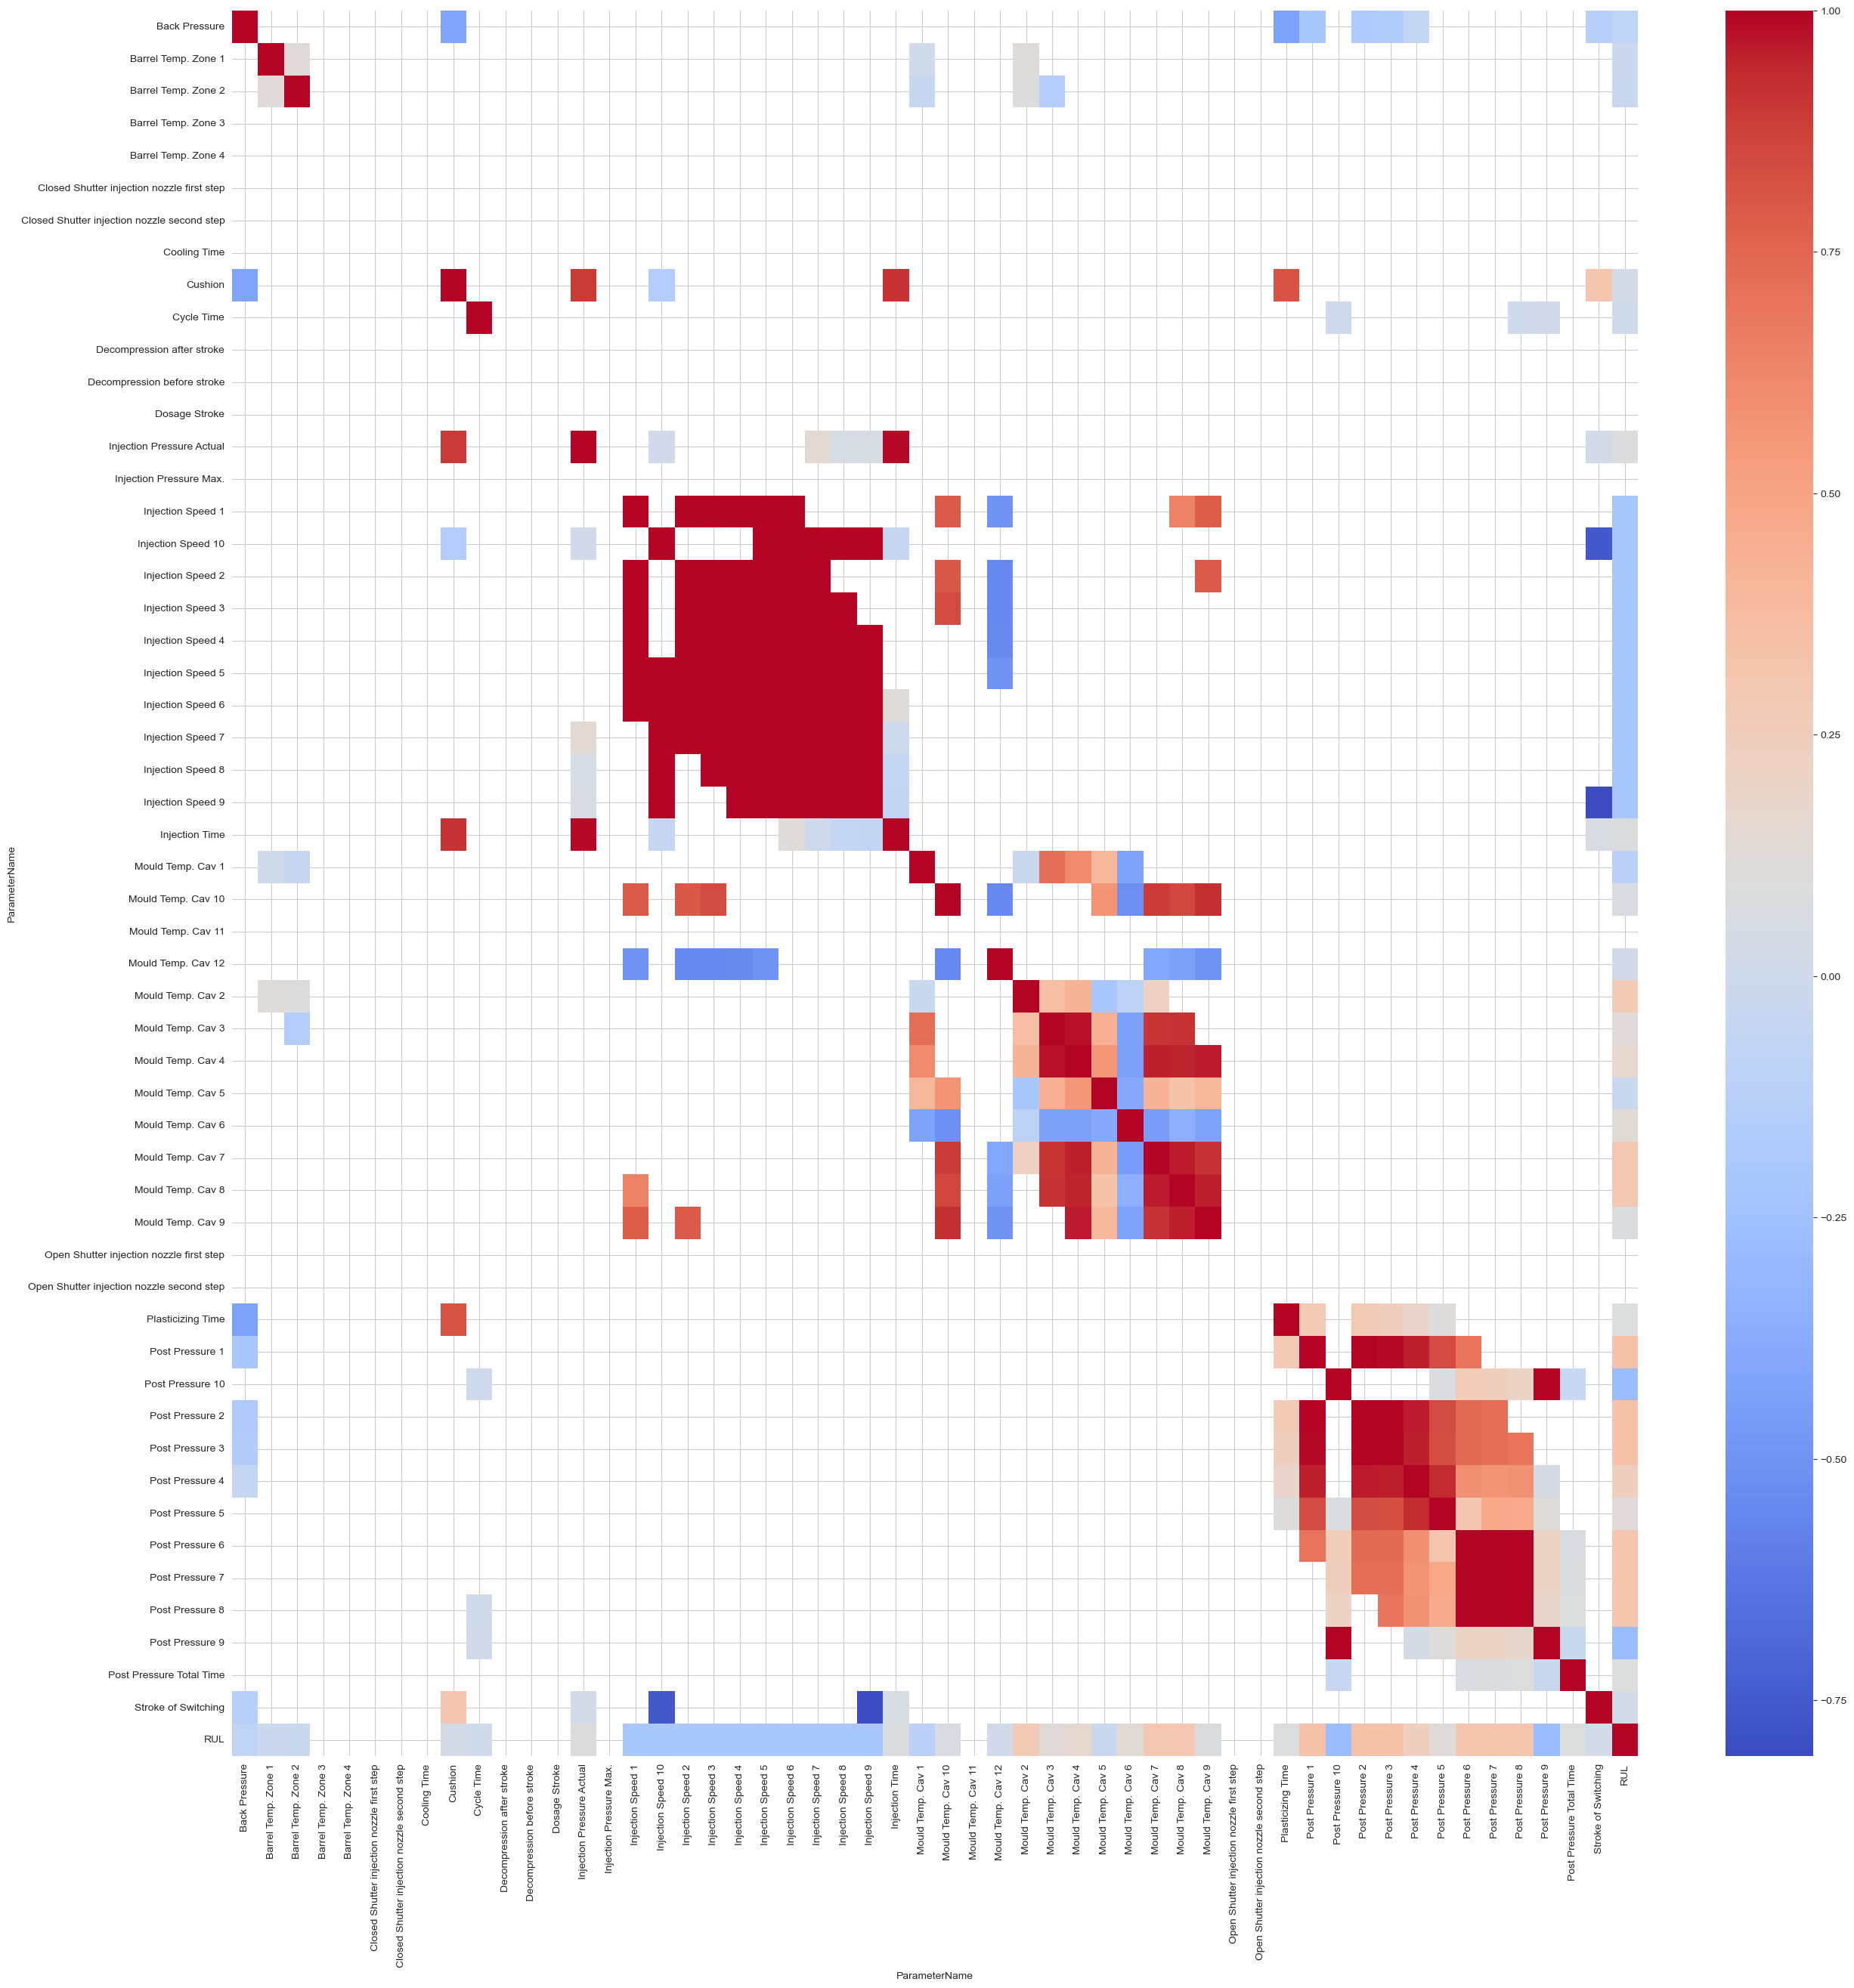 Back Pressure
Barrel Temp. Zone 1
Barrel Temp. Zone 2
Barrel Temp. Zone 3
Barrel Temp. Zone 4
Closed Shutter injection nozzle first step
Closed Shutter injection nozzle second step
Cooling Time
Cushion
Cycle Time
Decompression after stroke
Decompression before stroke
Dosage Stroke
Injection Pressure Actual
Injection Pressure Max.
Injection Speed 1
Injection Speed 10
Injection Speed 2
Injection Speed 3
Injection Speed 4
Injection Speed 5
Injection Speed 6
Injection Speed 7
Injection Speed 8
Injection Speed 9
Injection Time
Mould Temp. Cav 1
Mould Temp. Cav 10
Mould Temp. Cav 11
Mould Temp. Cav 12
Mould Temp. Cav 2
Mould Temp. Cav 3
Mould Temp. Cav 4
Mould Temp. Cav 5
Mould Temp. Cav 6
Mould Temp. Cav 7
Mould Temp. Cav 8
Mould Temp. Cav 9
Open Shutter injection nozzle first step
Open Shutter injection nozzle second step
Plasticizing Time
Post Pressure 1
Post Pressure 10
Post Pressure 2
Post Pressure 3
Post Pressure 4
Post Pressure 5
Post Pressure 6
Post Pressure 7
Post Pressure 8
Post Pressure 9
Post Pressure Total Time
Stroke of Switching
RUL
ParameterName
Back Pressure
Barrel Temp. Zone 1
Barrel Temp. Zone 2
Barrel Temp. Zone 3
Barrel Temp. Zone 4
Closed Shutter injection nozzle first step
Closed Shutter injection nozzle second step
Cooling Time
Cushion
Cycle Time
Decompression after stroke
Decompression before stroke
Dosage Stroke
Injection Pressure Actual
Injection Pressure Max.
Injection Speed 1
Injection Speed 10
Injection Speed 2
Injection Speed 3
Injection Speed 4
Injection Speed 5
Injection Speed 6
Injection Speed 7
Injection Speed 8
Injection Speed 9
Injection Time
Mould Temp. Cav 1
Mould Temp. Cav 10
Mould Temp. Cav 11
Mould Temp. Cav 12
Mould Temp. Cav 2
Mould Temp. Cav 3
Mould Temp. Cav 4
Mould Temp. Cav 5
Mould Temp. Cav 6
Mould Temp. Cav 7
Mould Temp. Cav 8
Mould Temp. Cav 9
Open Shutter injection nozzle first step
Open Shutter injection nozzle second step
Plasticizing Time
Post Pressure 1
Post Pressure 10
Post Pressure 2
Post Pressure 3
Post Pressure 4
Post Pressure 5
Post Pressure 6
Post Pressure 7
Post Pressure 8
Post Pressure 9
Post Pressure Total Time
Stroke of Switching
RUL
ParameterName
1.00
0.75
0.50
0.25
0.00
−0.25
−0.50
−0.75